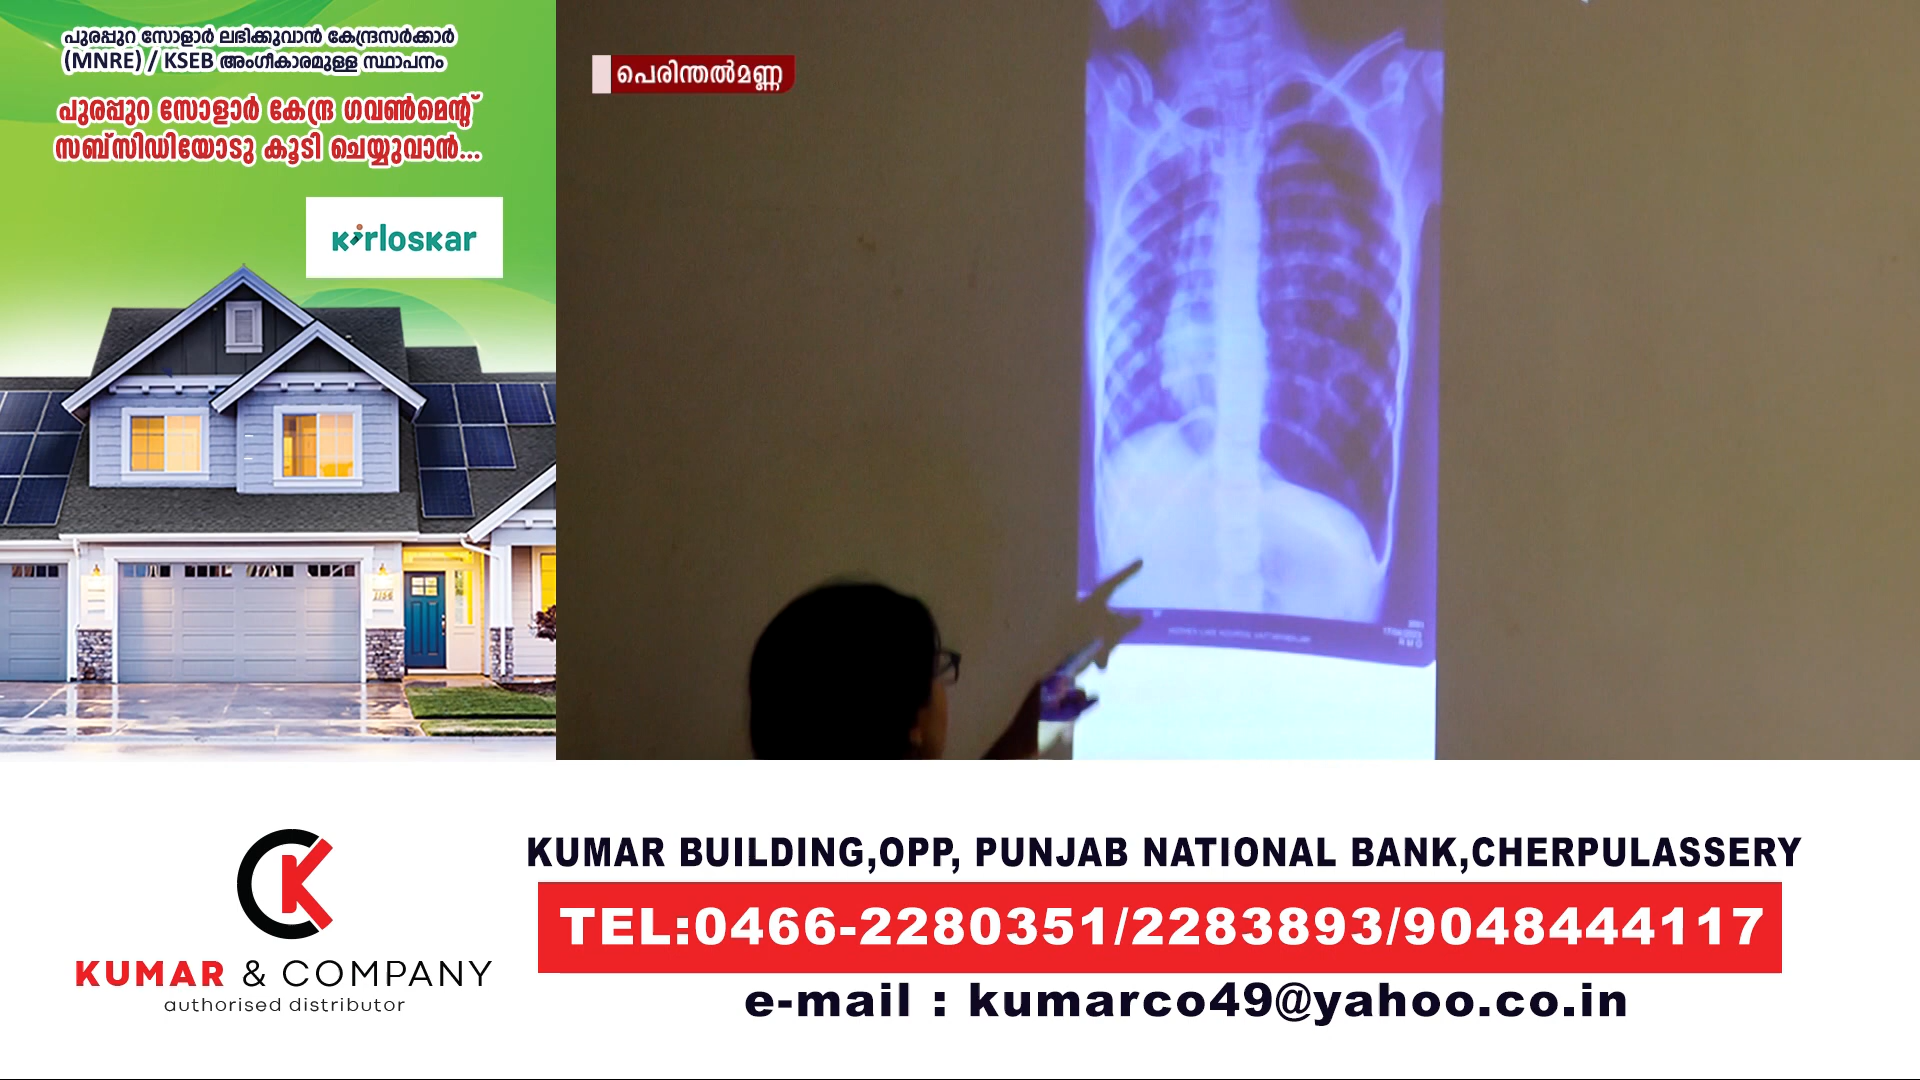 പുരപ്പുറ സോളാർ ലഭിക്കുവാൻ കേന്ദ്രസർക്കാർ
(MNRE) / KSEB അംഗീകാരമുള്ള സ്ഥാപനം
പുരപ്പുറ സോളാർ കേന്ദ്ര ഗവൺമെന്റ്
സബ്സിഡിയോടു കൂടി ചെയ്യുവാൻ...
kirloskar
പെരിന്തൽമണ്ണ
KUMAR BUILDING,OPP, PUNJAB NATIONAL BANK,CHERPULASSERY
TEL:0466-2280351/2283893/9048444117
e-mail : kumarco49@yahoo.co.in
CK
KUMAR & COMPANY
authorised distributor